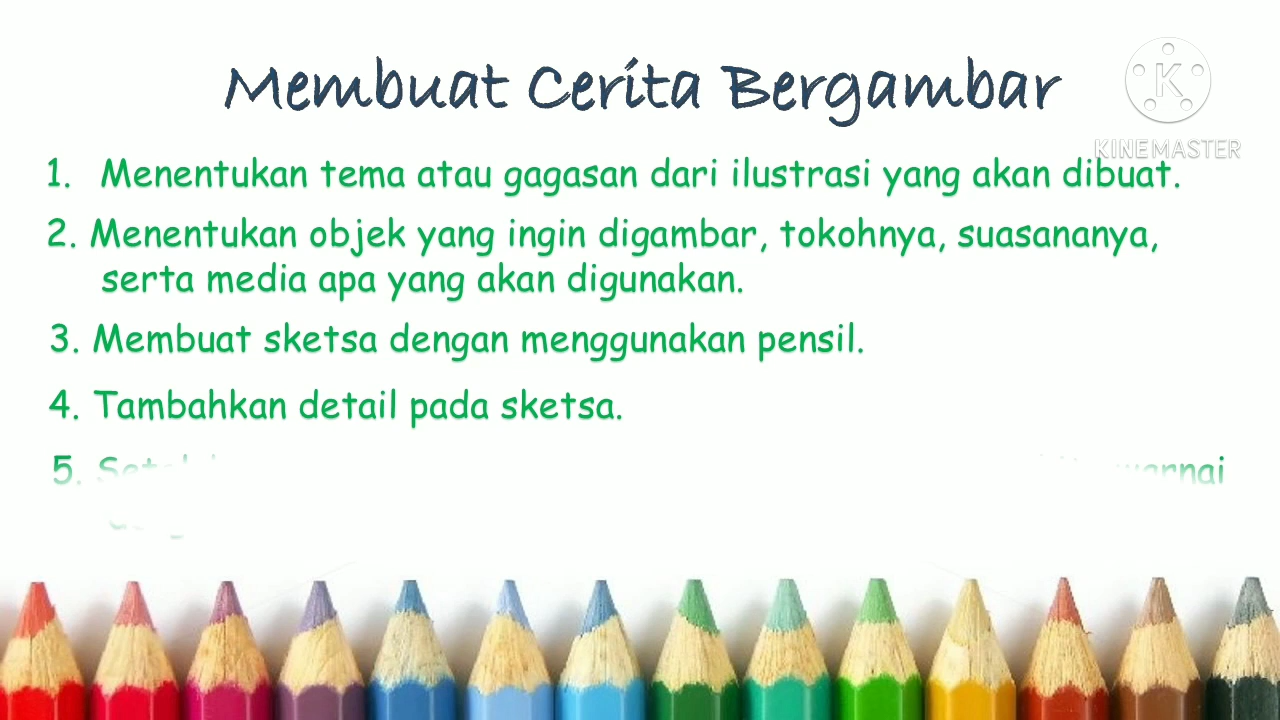 Membuat Cerita Bergambar
K
KINEMASTER
1. Menentukan tema atau gagasan dari ilustrasi yang akan dibuat.
2. Menentukan objek yang ingin digambar, tokohnya, suasananya,
serta media apa yang akan digunakan.
3. Membuat sketsa dengan menggunakan pensil.
4. Tambahkan detail pada sketsa.
5.